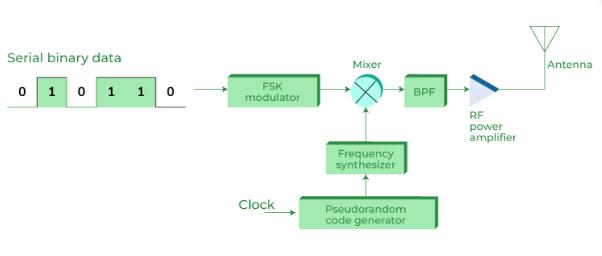 Serial binary data
0 1 0 1 1 0
FSK
modulator
Mixer
BPF
RF
power
amplifier
Antenna
Frequency
synthesizer
Clock
Pseudorandom
code generator